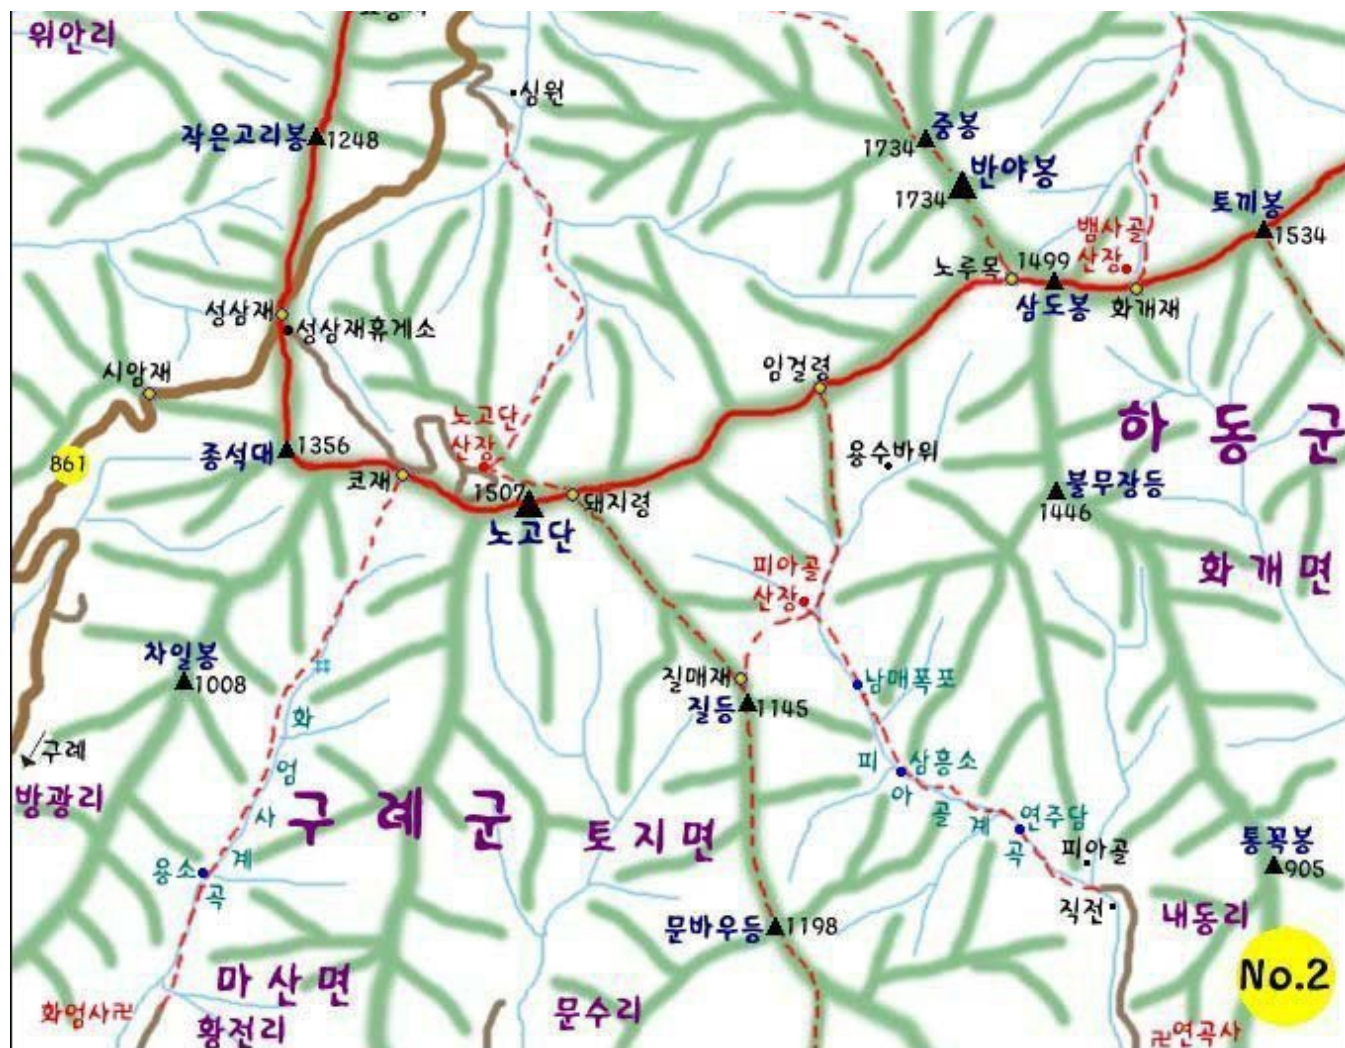 위안리
심원
작은고리봉
1248
중봉
1734
반야봉
1734
토끼봉
1534
뱀사골
산장
노루목
1499
삼도봉
화개재
성삼재
성삼재휴게소
시암재
임걸령
하동군
노고단
산장
종석대
1356
861
코재
용수바위
1507
노고단
돼지령
불무장등
1446
피아골
산장
화개면
차일봉
1008
질매재
질등
1145
남매폭포
구례
방광리
화엄사계곡
삼흥소
피아골계곡
구례군
토지면
연주담
피아골
통꼭봉
905
용소
직전
내동리
문바우등
1198
마산면
No.2
화엄사卍
황전리
문수리
卍연곡사